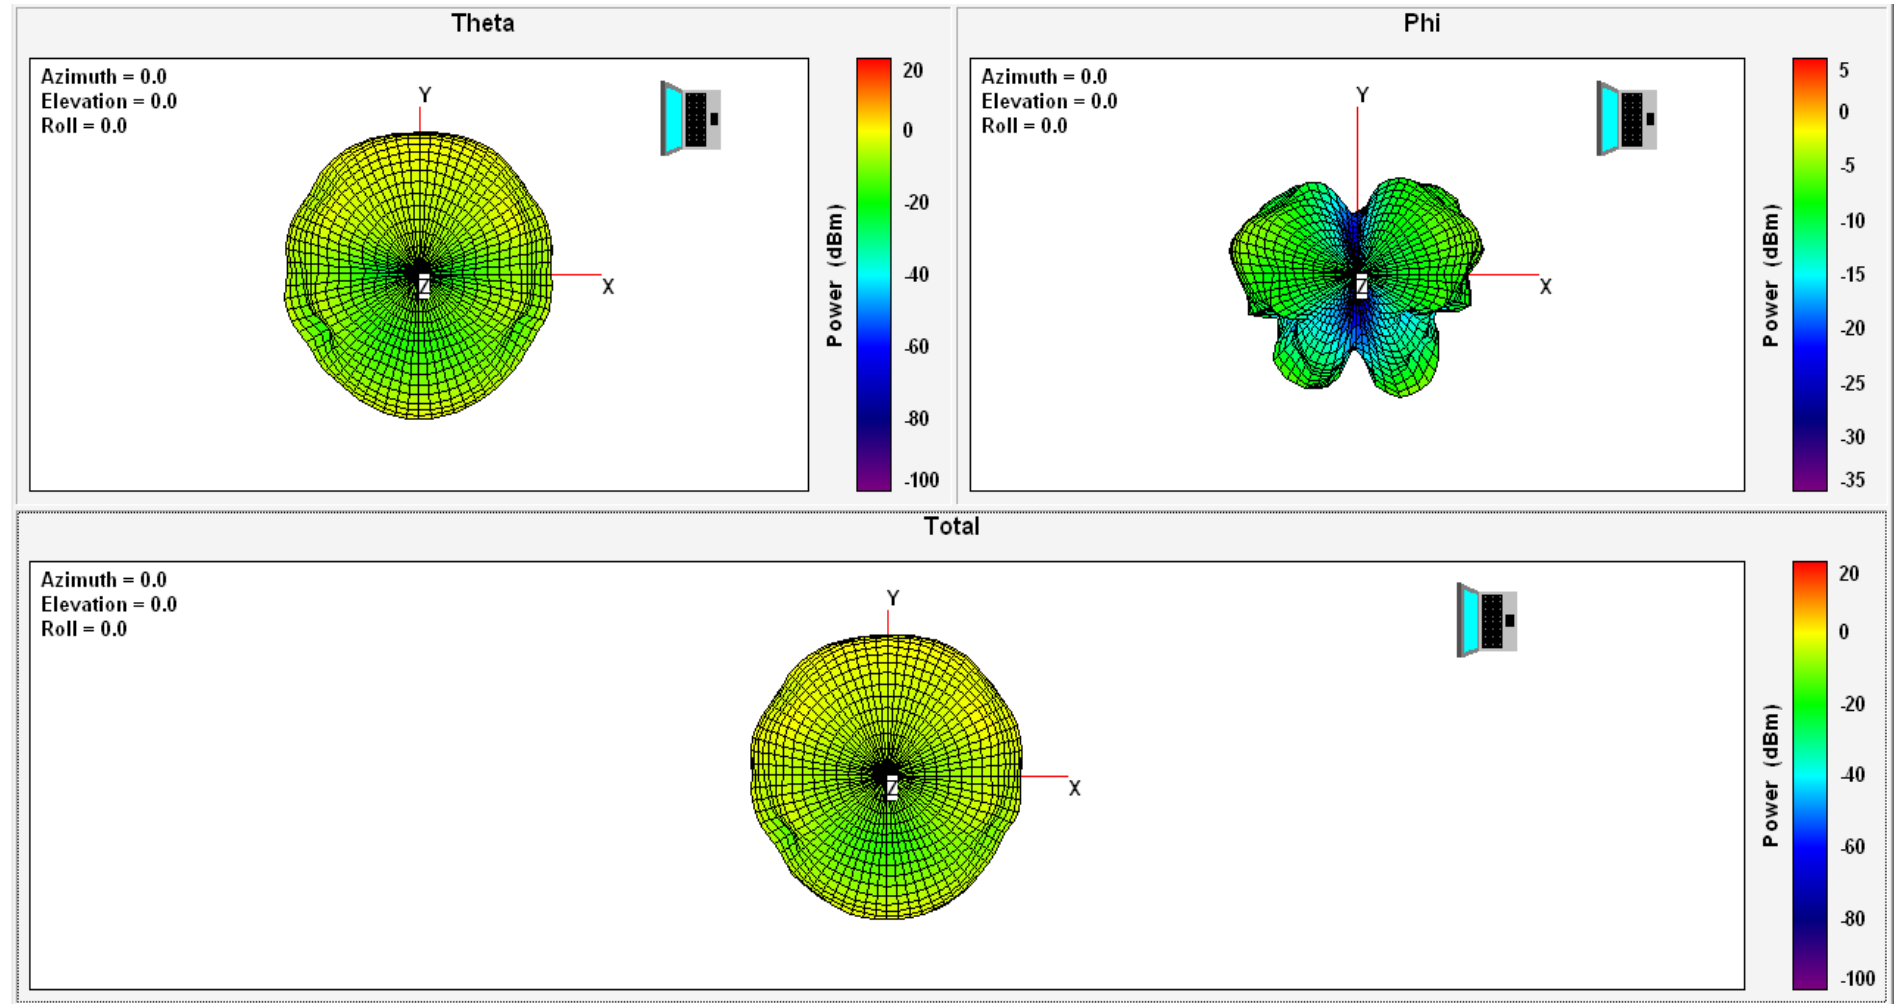 Theta
Azimuth = 0.0
Elevation = 0.0
Roll = 0.0
Y
X
Z
20
0
-20
-40
-60
-80
-100
Power (dBm)
Phi
Azimuth = 0.0
Elevation = 0.0
Roll = 0.0
Y
X
Z
5
0
-5
-10
-15
-20
-25
-30
-35
Power (dBm)
Total
Azimuth = 0.0
Elevation = 0.0
Roll = 0.0
Y
X
Z
20
0
-20
-40
-60
-80
-100
Power (dBm)